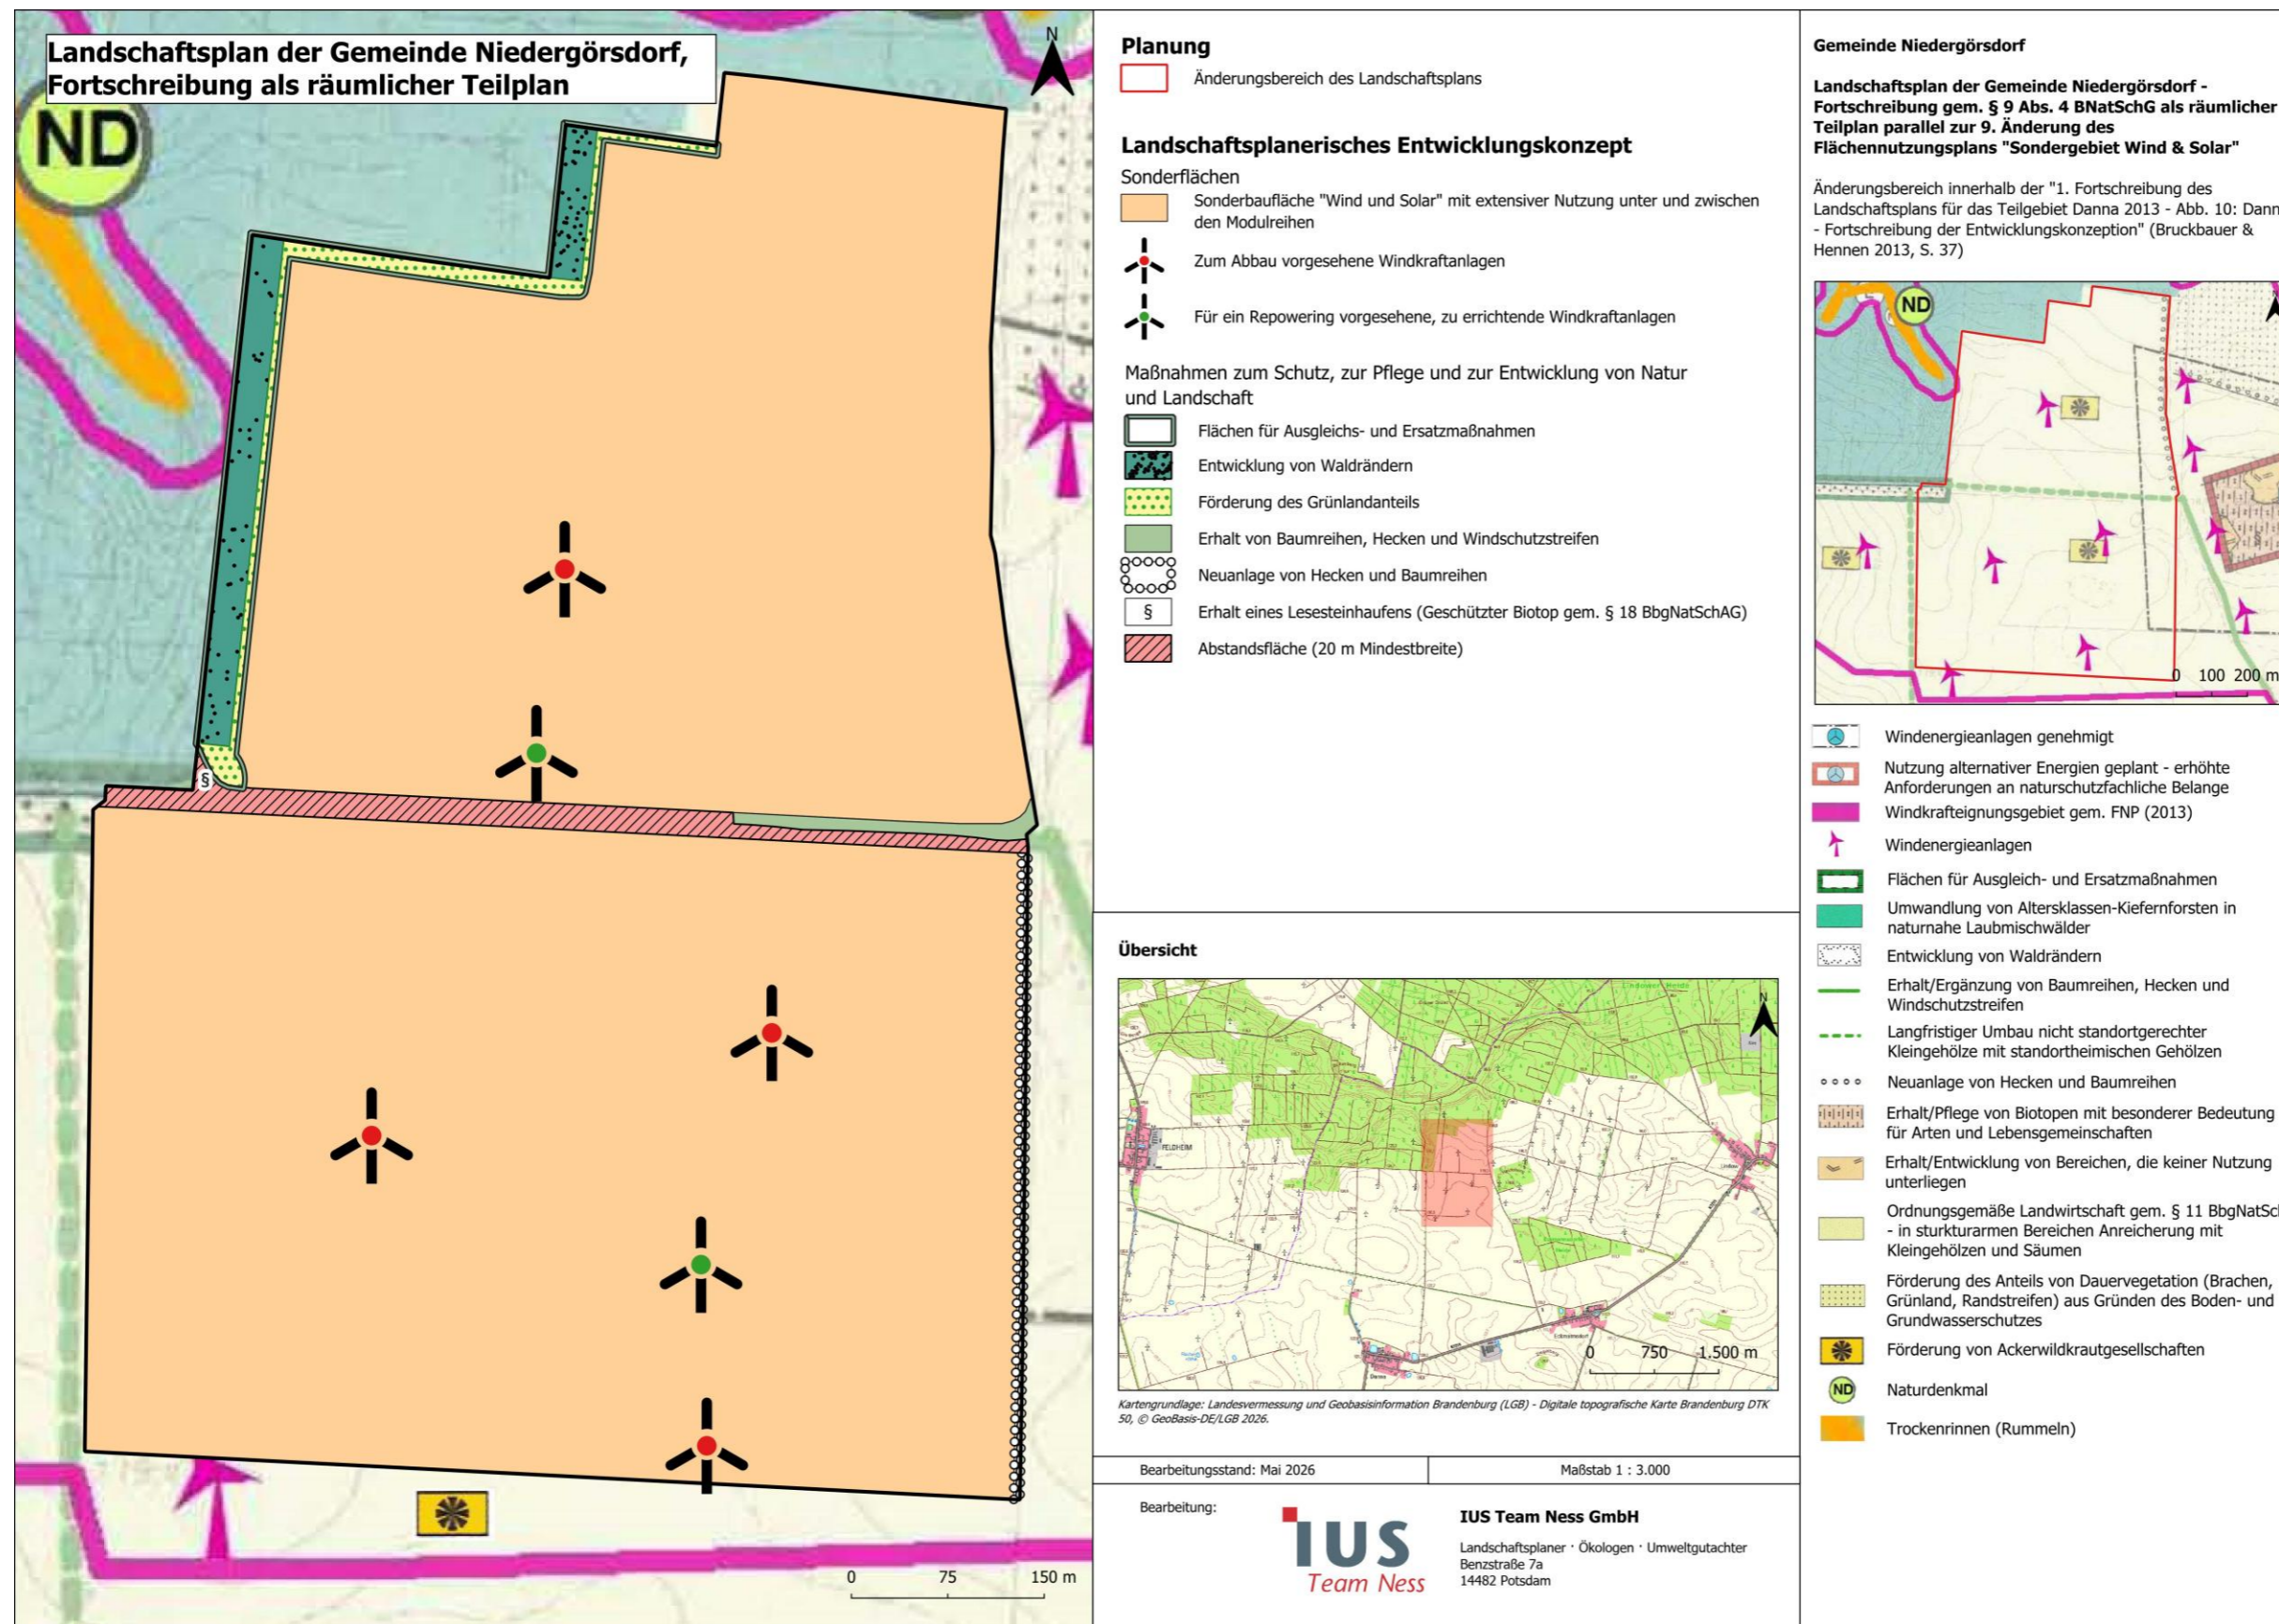 Landschaftsplan der Gemeinde Niedergörsdorf,
Fortschreibung als räumlicher Teilplan
ND
N
§
0 75 150 m
Planung
Änderungsbereich des Landschaftsplans
Landschaftsplanerisches Entwicklungskonzept
Sonderflächen
Sonderbaufläche "Wind und Solar" mit extensiver Nutzung unter und zwischen
den Modulreihen
Zum Abbau vorgesehene Windkraftanlagen
Für ein Repowering vorgesehene, zu errichtende Windkraftanlagen
Maßnahmen zum Schutz, zur Pflege und zur Entwicklung von Natur
und Landschaft
Flächen für Ausgleichs- und Ersatzmaßnahmen
Entwicklung von Waldrändern
Förderung des Grünlandanteils
Erhalt von Baumreihen, Hecken und Windschutzstreifen
Neuanlage von Hecken und Baumreihen
§ Erhalt eines Lesesteinhaufens (Geschützter Biotop gem. § 18 BbgNatSchAG)
Abstandsfläche (20 m Mindestbreite)
Übersicht
N
FELDHEIM
0 750 1.500 m
Kartengrundlage: Landesvermessung und Geobasisinformation Brandenburg (LGB) - Digitale topografische Karte Brandenburg DTK
50, © GeoBasis-DE/LGB 2026.
Bearbeitungsstand: Mai 2026
Maßstab 1 : 3.000
Bearbeitung:
IUS
Team Ness
IUS Team Ness GmbH
Landschaftsplaner · Ökologen · Umweltgutachter
Benzstraße 7a
14482 Potsdam
Gemeinde Niedergörsdorf
Landschaftsplan der Gemeinde Niedergörsdorf -
Fortschreibung gem. § 9 Abs. 4 BNatSchG als räumlicher
Teilplan parallel zur 9. Änderung des
Flächennutzungsplans "Sondergebiet Wind & Solar"
Änderungsbereich innerhalb der "1. Fortschreibung des
Landschaftsplans für das Teilgebiet Danna 2013 - Abb. 10: Dann
- Fortschreibung der Entwicklungskonzeption" (Bruckbauer &
Hennen 2013, S. 37)
ND
0 100 200 m
Windenergieanlagen genehmigt
Nutzung alternativer Energien geplant - erhöhte
Anforderungen an naturschutzfachliche Belange
Windkrafteignungsgebiet gem. FNP (2013)
Windenergieanlagen
Flächen für Ausgleich- und Ersatzmaßnahmen
Umwandlung von Altersklassen-Kiefernforsten in
naturnahe Laubmischwälder
Entwicklung von Waldrändern
Erhalt/Ergänzung von Baumreihen, Hecken und
Windschutzstreifen
Langfristiger Umbau nicht standortgerechter
Kleingehölze mit standortheimischen Gehölzen
Neuanlage von Hecken und Baumreihen
Erhalt/Pflege von Biotopen mit besonderer Bedeutung
für Arten und Lebensgemeinschaften
Erhalt/Entwicklung von Bereichen, die keiner Nutzung
unterliegen
Ordnungsgemäße Landwirtschaft gem. § 11 BbgNatSc
- in sturkturarmen Bereichen Anreicherung mit
Kleingehölzen und Säumen
Förderung des Anteils von Dauervegetation (Brachen,
Grünland, Randstreifen) aus Gründen des Boden- und
Grundwasserschutzes
Förderung von Ackerwildkrautgesellschaften
ND Naturdenkmal
Trockenrinnen (Rummeln)